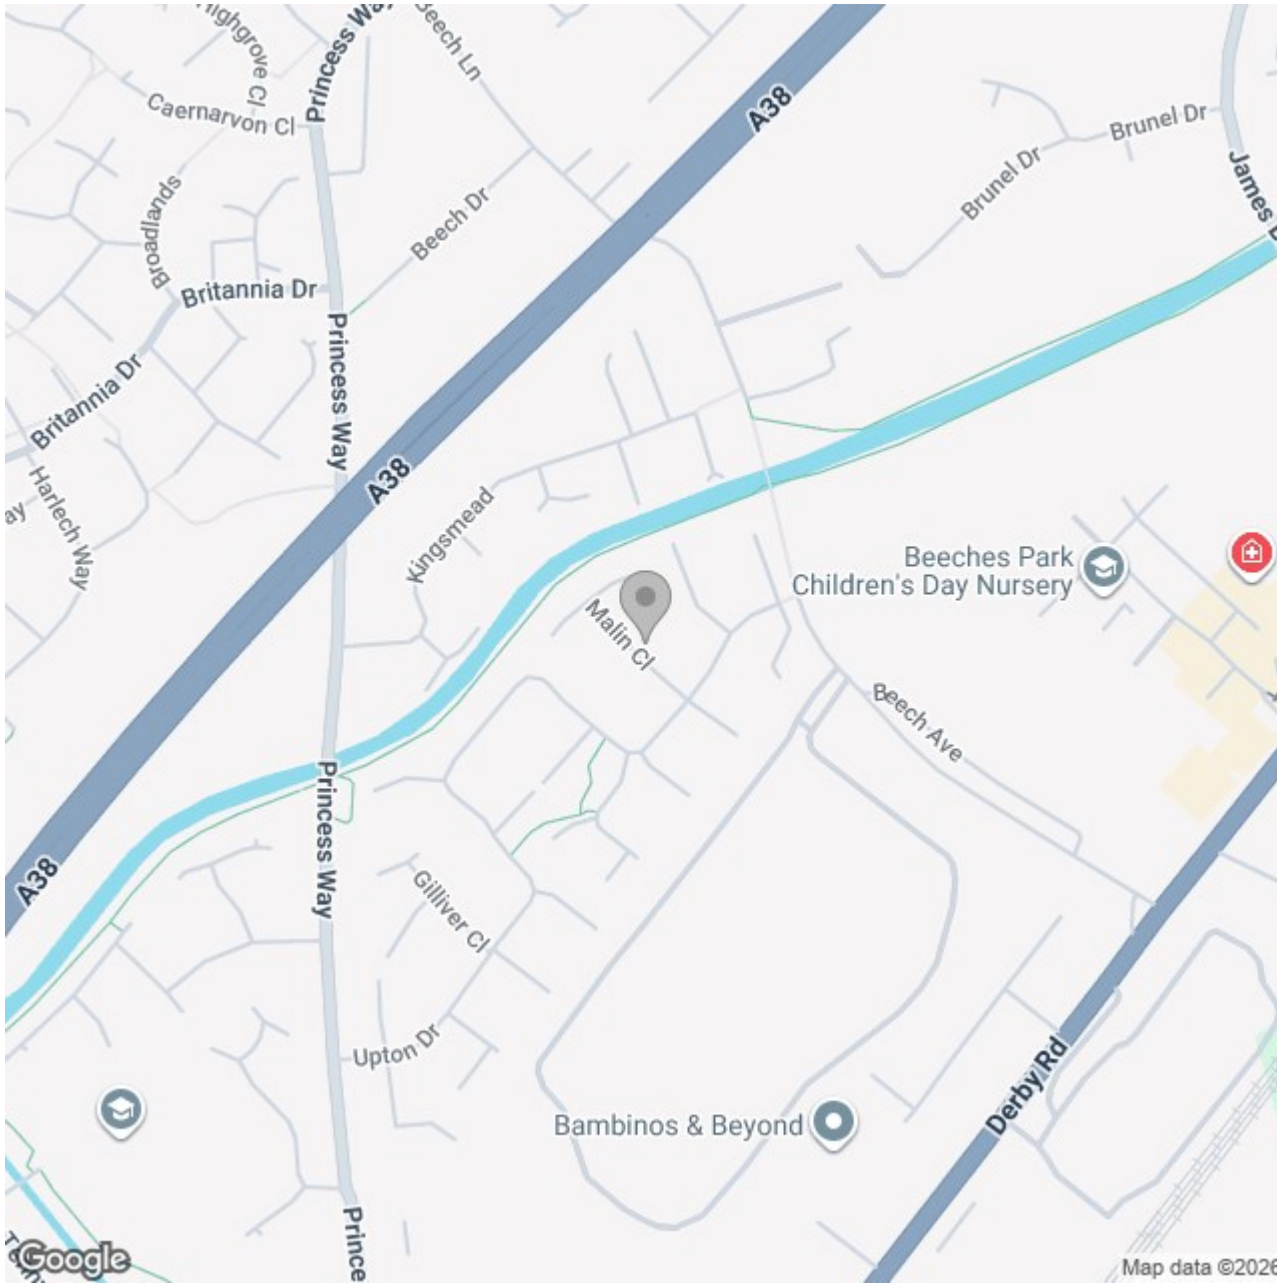 Highgrove Cl
Princess Way
Beech Ln
A38
Caernarvon Cl
Brunel Dr
Brunel Dr
James
Broadlands
Beech Dr
Britannia Dr
Princess Way
Britannia Dr
A38
Harlech Way
ay
Kingsmead
Beeches Park
Children's Day Nursery
Malin Cl
Beech Ave
Princess Way
A38
Gilliver Cl
Upton Dr
Derby Rd
Bambinos & Beyond
Prince
Google
Map data ©2026